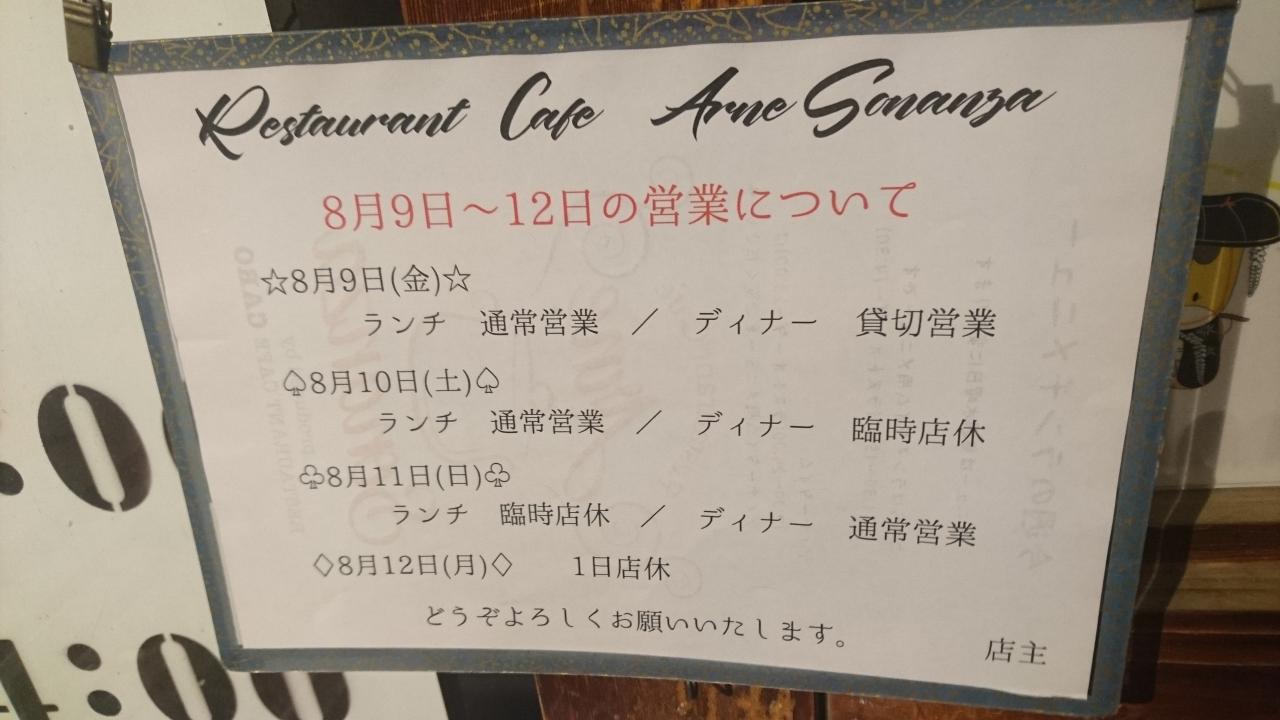 Restaurant Cafe Arne Sonanza
8月9日～12日の営業について
☆8月9日(金)☆
ランチ　通常営業　／　ディナー　貸切営業
♤8月10日(土)♤
ランチ　通常営業　／　ディナー　臨時店休
♧8月11日(日)♧
ランチ　臨時店休　／　ディナー　通常営業
♢8月12日(月)♢　　1日店休
どうぞよろしくお願いいたします。
店主
:0
4:00